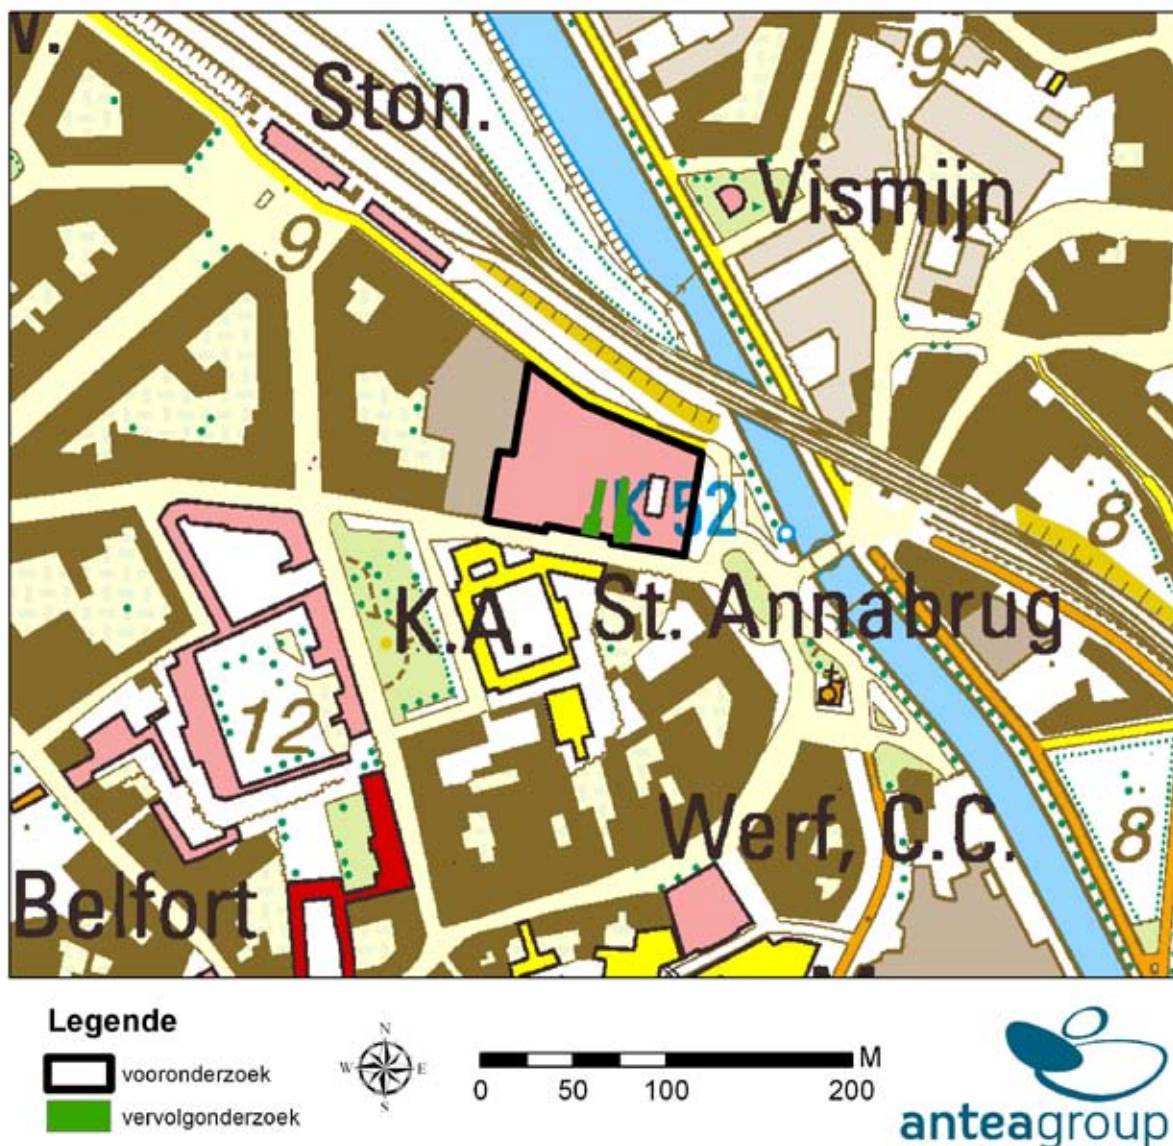 Ston.
9
Vismijn
9
K 52
8
K.A.
St. Annabrug
12
Werf, C.C.
8
Belfort
Legende
vooronderzoek
vervolgonderzoek
N
W E
S
M
0 50 100 200
anteagroup